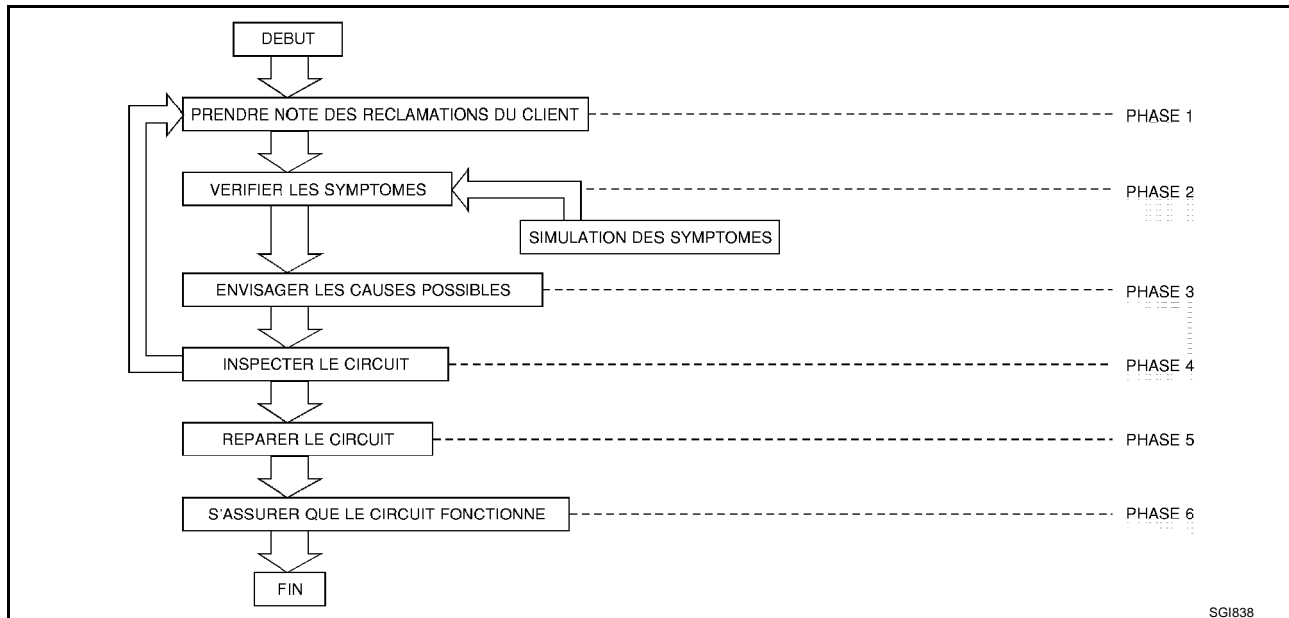 DEBUT
PRENDRE NOTE DES RECLAMATIONS DU CLIENT
PHASE 1
VERIFIER LES SYMPTOMES
PHASE 2
SIMULATION DES SYMPTOMES
ENVISAGER LES CAUSES POSSIBLES
PHASE 3
INSPECTER LE CIRCUIT
PHASE 4
REPARER LE CIRCUIT
PHASE 5
S'ASSURER QUE LE CIRCUIT FONCTIONNE
PHASE 6
FIN
SGI838